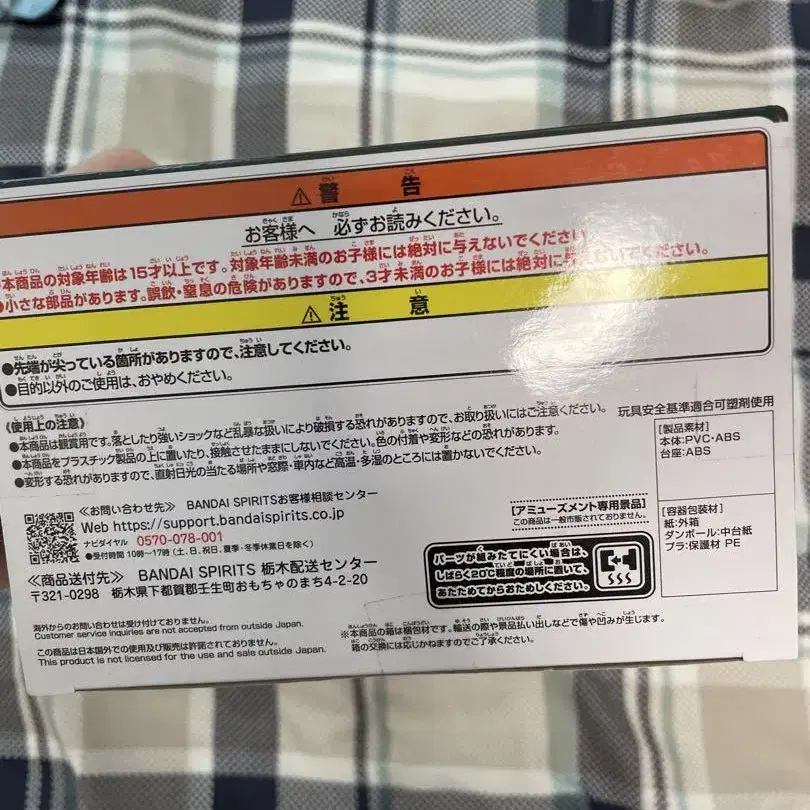 ⚠警告
お客様へ 必ずお読みください。
●本商品の対象年齢は15才以上です。対象年齢未満のお子様には絶対に与えないでください
●小さな部品があります。誤飲・窒息の危険がありますので、3才未満のお子様には絶対に与えないでください。
⚠注意
●先端が尖っている箇所がありますので、注意してください。
●目的以外のご使用は、おやめください。
《使用上の注意》
●本商品は観賞用です。落としたり強いショックなど乱暴な扱いにより破損する恐れがありますので、お取り扱いにはご注意ください。
●本商品をプラスチック製品の上に置いたり、接触させたままにしないでください。色の付着や変形などの恐れがあります。
●変形する恐れがありますので、直射日光の当たる場所や窓際・車内など高温・多湿のところには置かないでください。
玩具安全基準適合可塑剤使用
[製品素材]
本体:PVC・ABS
台座:ABS
[容器包装材]
紙:外箱
ダンボール:中台紙
プラ:保護材 PE
≪お問い合わせ先≫ BANDAI SPIRITSお客様相談センター
Web https://support.bandaispirits.co.jp
ナビダイヤル 0570-078-001
●受付時間 10時〜17時(土、日、祝日、夏季・冬季休業日を除く)
≪商品送付先≫ BANDAI SPIRITS 栃木配送センター
〒321-0298 栃木県下都賀郡壬生町おもちゃのまち4-2-20
[アミューズメント専用景品]
この商品は一般市販されておりません。
パーツが組みたてにくい場合は、
しばらく20℃程度の場所に置いて、
あたためてからおためしください。
海外からのお問い合わせは受け付けておりません。
Customer service inquiries are not accepted from outside Japan.
この商品は日本国外での使用及び販売は許諾されておりません。
This product is not licensed for the use and sale outside Japan.
※本商品の箱は梱包材です。輸送の際や景品払い出しなどで傷や凹みが生じます。
箱の交換には応じかねますのでご了承ください。